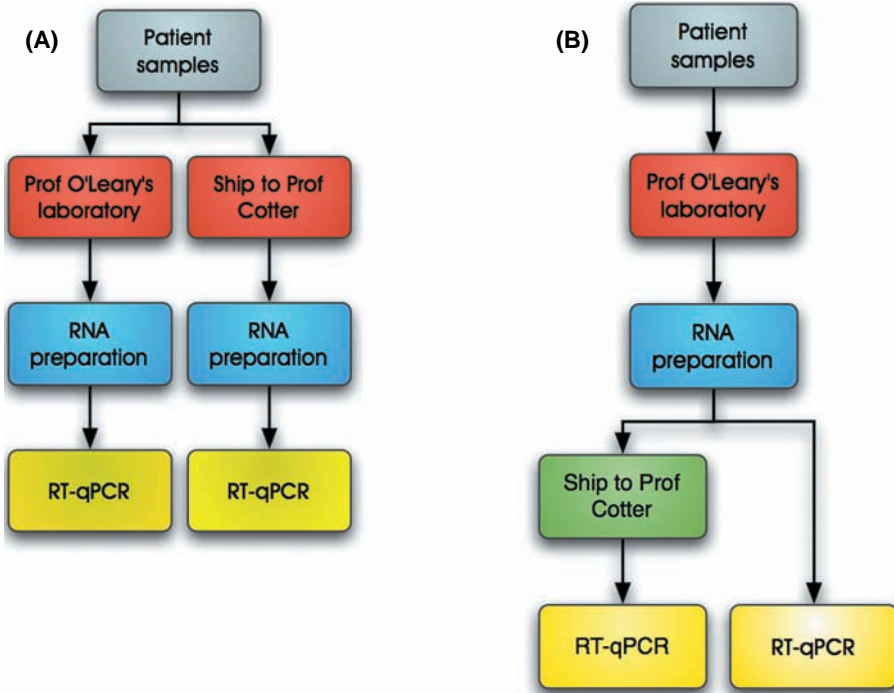 (A)
Patient
samples
Prof O'Leary's
laboratory
Ship to Prof
Cotter
RNA
preparation
RNA
preparation
RT-qPCR
RT-qPCR
(B)
Patient
samples
Prof O'Leary's
laboratory
RNA
preparation
Ship to Prof
Cotter
RT-qPCR
RT-qPCR